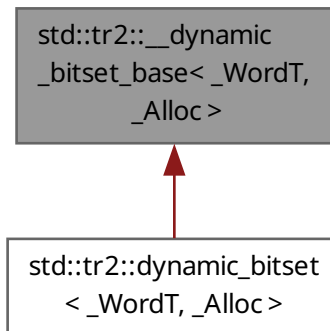 std::tr2::__dynamic
_bitset_base< _WordT,
_Alloc >
std::tr2::dynamic_bitset
< _WordT, _Alloc >